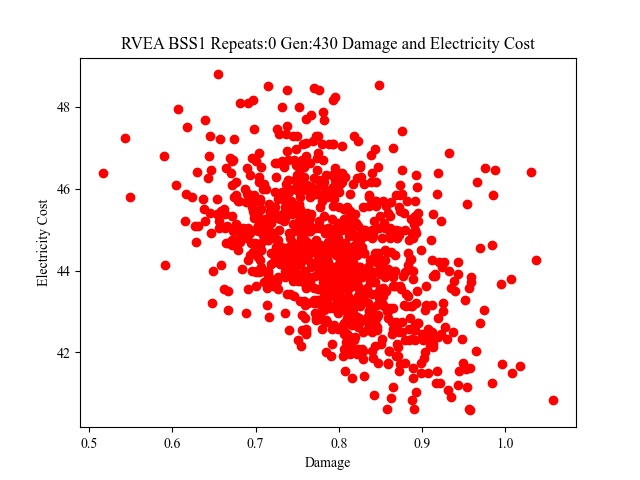 RVEA BSS1 Repeats:0 Gen:430 Damage and Electricity Cost
48
46
44
42
Electricity Cost
0.5 0.6 0.7 0.8 0.9 1.0
Damage